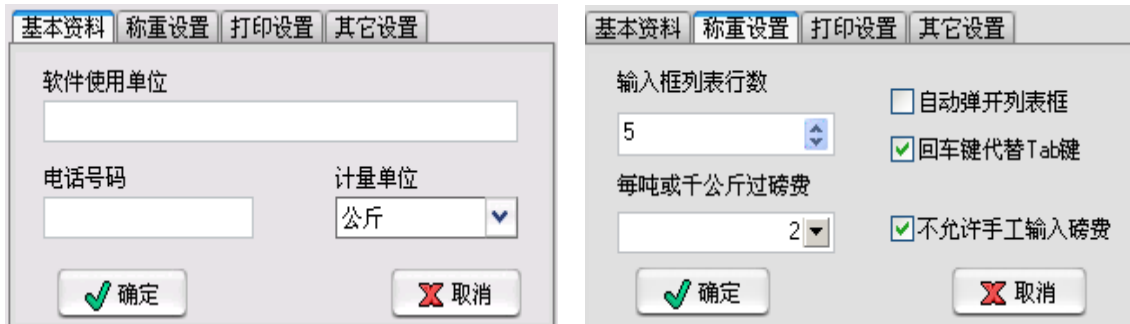 基本资料 称重设置 打印设置 其它设置
软件使用单位
电话号码 计量单位
公斤
确定 取消
基本资料 称重设置 打印设置 其它设置
输入框列表行数
自动弹开列表框
5
回车键代替Tab键
每吨或千公斤过磅费
2
不允许手工输入磅费
确定 取消